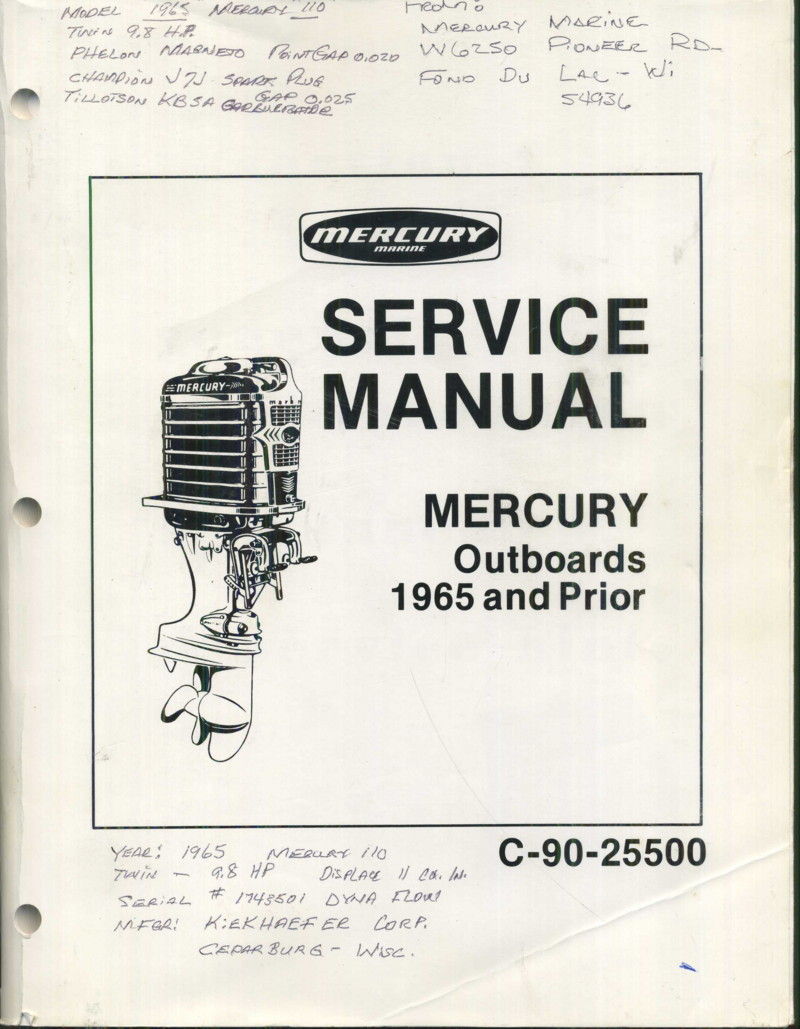 MODEL 1965 MERCURY 110
TWIN 9.8 H.P.
PHELON MAGNETO POINT GAP 0.020
CHAMPION J7J SPARK PLUG
GAP 0.025
TILLOTSON KB5A CARBURETOR
FROM:
MERCURY MARINE
W6250 PIONEER RD-
FOND DU LAC - Wi
54936
MERCURY
MARINE
SERVICE
MANUAL
MERCURY
mark
MERCURY
Outboards
1965 and Prior
C-90-25500
YEAR: 1965 MERCURY 110
TWIN - 9.8 HP DISPLACE 11 CU. IN.
SERIAL # 1743501 DYNA FLOW
MFGR: KiEKHAEFER CORP.
CEDARBURG - WISC.